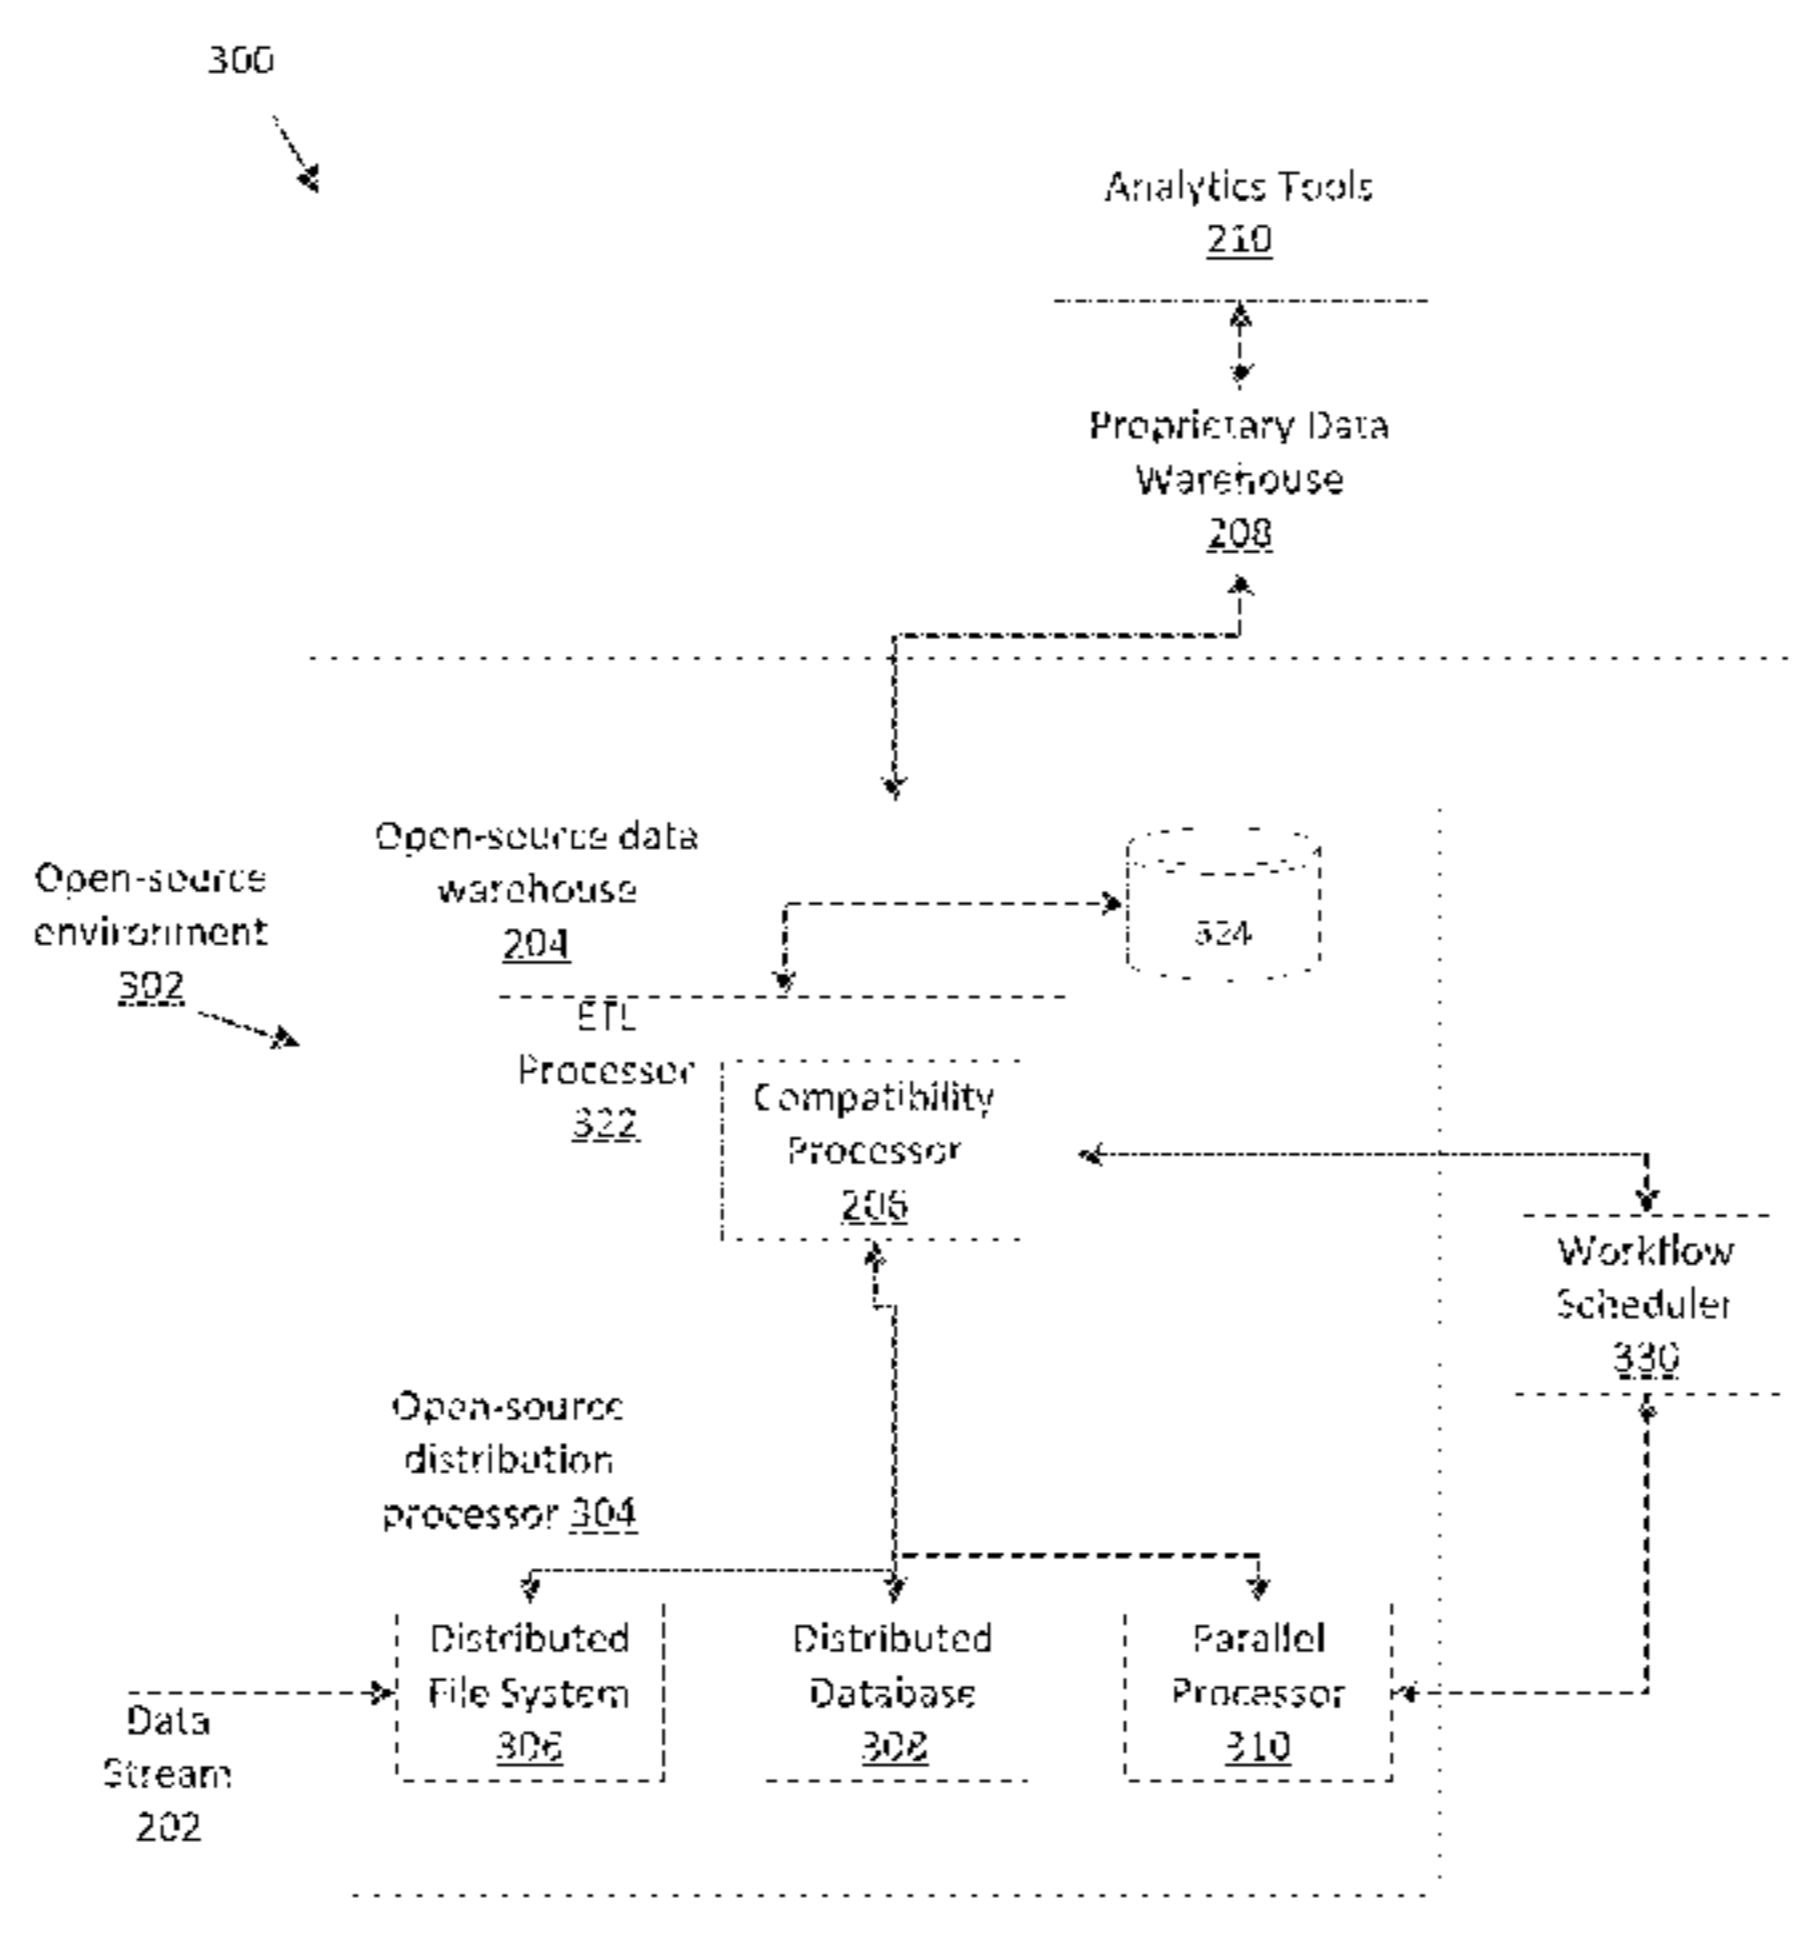 300
Analytics Tools
210
Proprietary Data
Warehouse
208
Open-source data
warehouse
204
Open-source
environment
302
324
ETL
Processor
322
Compatibility
Processor
206
Workflow
Scheduler
330
Open-source
distribution
processor 304
Distributed
File System
306
Distributed
Database
308
Parallel
Processor
310
Data
Stream
202